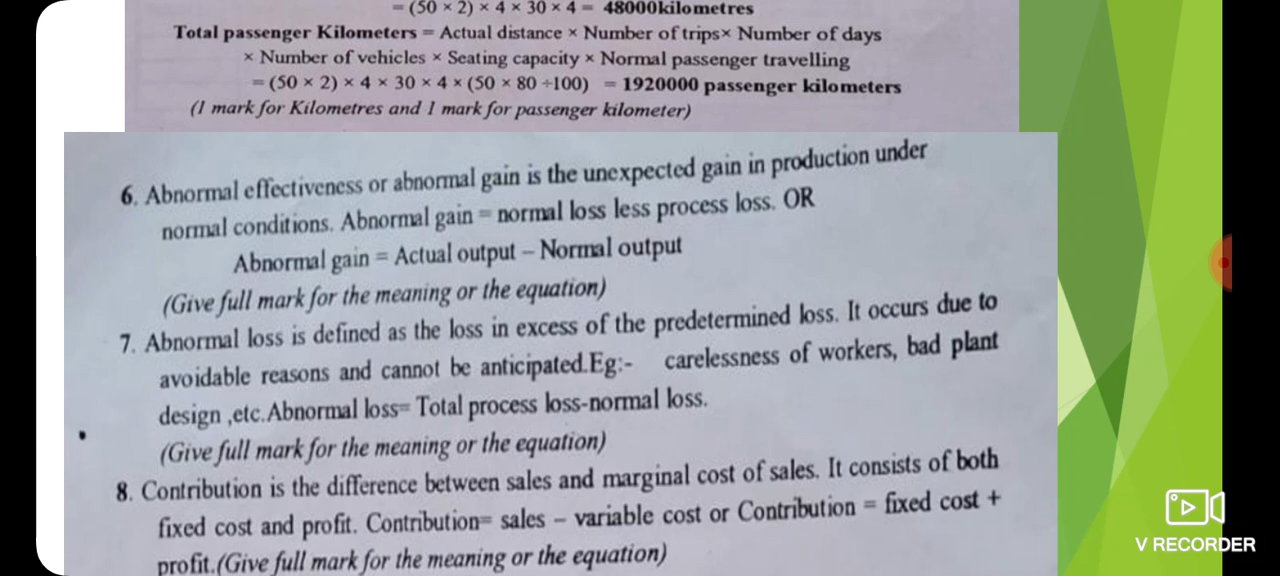 = (50 × 2) × 4 × 30 × 4 = 48000kilometres
Total passenger Kilometers = Actual distance × Number of trips× Number of days
× Number of vehicles × Seating capacity × Normal passenger travelling
= (50 × 2) × 4 × 30 × 4 × (50 × 80 ÷100) = 1920000 passenger kilometers
(1 mark for Kilometres and 1 mark for passenger kilometer)
6. Abnormal effectiveness or abnormal gain is the unexpected gain in production under
normal conditions. Abnormal gain = normal loss less process loss. OR
Abnormal gain = Actual output – Normal output
(Give full mark for the meaning or the equation)
7. Abnormal loss is defined as the loss in excess of the predetermined loss. It occurs due to
avoidable reasons and cannot be anticipated.Eg:- carelessness of workers, bad plant
design ,etc.Abnormal loss= Total process loss-normal loss.
(Give full mark for the meaning or the equation)
8. Contribution is the difference between sales and marginal cost of sales. It consists of both
fixed cost and profit. Contribution= sales – variable cost or Contribution = fixed cost +
profit.(Give full mark for the meaning or the equation)
V RECORDER